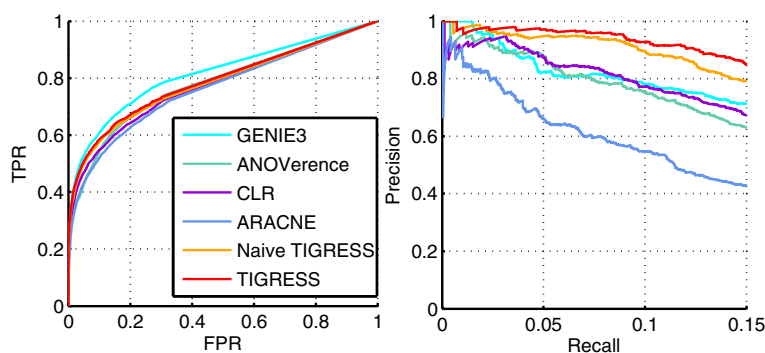 1
0.8
0.6
0.4
0.2
0
TPR
0 0.2 0.4 0.6 0.8 1
FPR
GENIE3
ANOVerence
CLR
ARACNE
Naive TIGRESS
TIGRESS
1
0.8
0.6
0.4
0.2
0
Precision
0 0.05 0.1 0.15
Recall